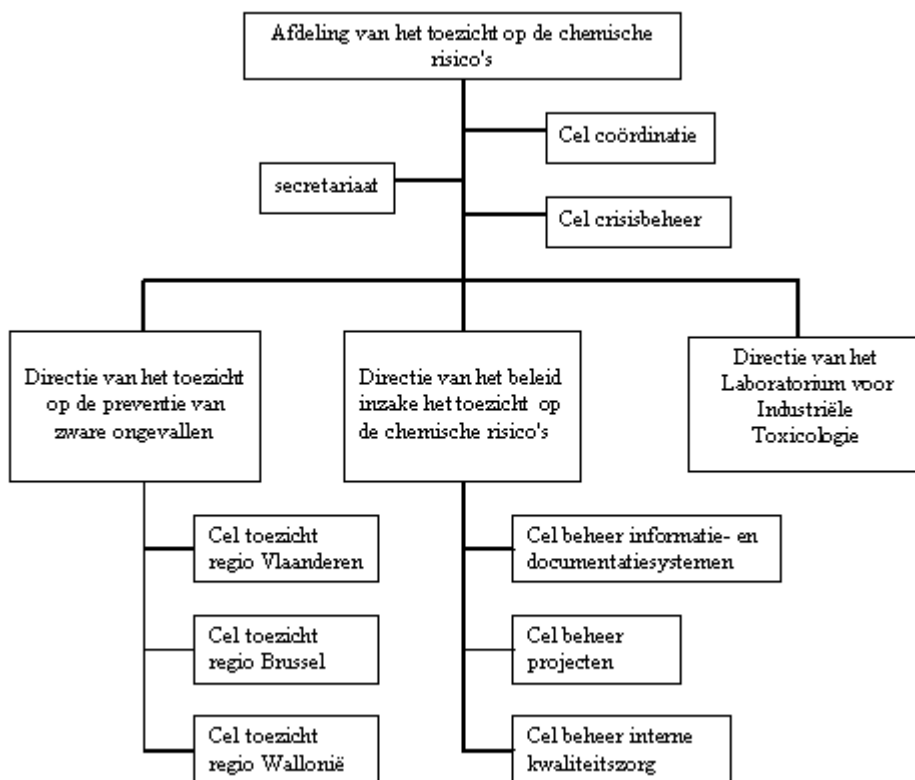 Afdeling van het toezicht op de chemische
risico's
Cel coördinatie
secretariaat
Cel crisisbeheer
Directie van het toezicht
op de preventie van
zware ongevallen
Directie van het beleid
inzake het toezicht op
de chemische risico's
Directie van het
Laboratorium voor
Industriële
Toxicologie
Cel toezicht
regio Vlaanderen
Cel beheer informatie- en
documentatiesystemen
Cel toezicht
regio Brussel
Cel beheer
projecten
Cel toezicht
regio Wallonië
Cel beheer interne
kwaliteitszorg